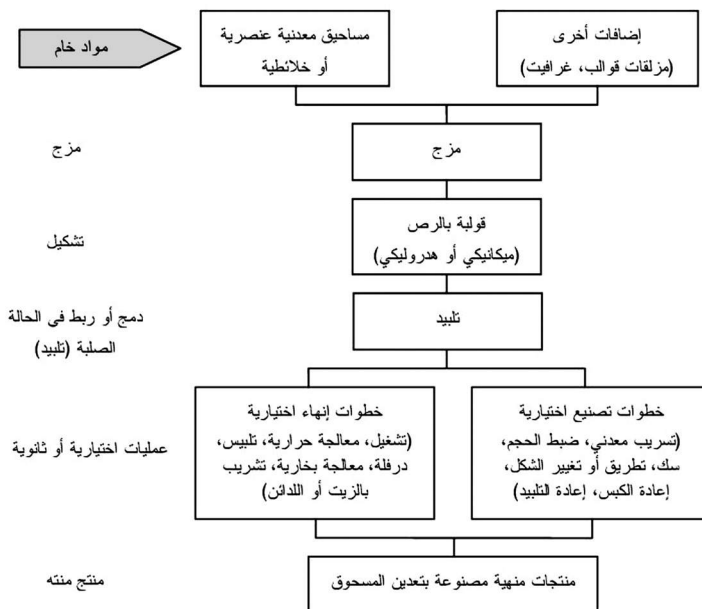 مواد خام
مساحيق معدنية عنصرية
أو خلائطية
إضافات أخرى
(مزلقات قوالب، غرافيت)
مزج
مزج
تشكيل
قولبة بالرص
(ميكانيكي أو هدروليكي)
دمج أو ربط في الحالة
الصلبة (تلبيد)
تلبيد
عمليات اختيارية أو ثانوية
خطوات إنهاء اختيارية
(تشغيل، معالجة حرارية، تلبيس،
درفلة، معالجة بخارية، تشريب
بالزيت أو اللدائن)
خطوات تصنيع اختيارية
(تسريب معدني، ضبط الحجم،
سك، تطريق أو تغيير الشكل،
إعادة الكبس، إعادة التلبيد)
منتج منته
منتجات منهية مصنوعة بتعدين المسحوق